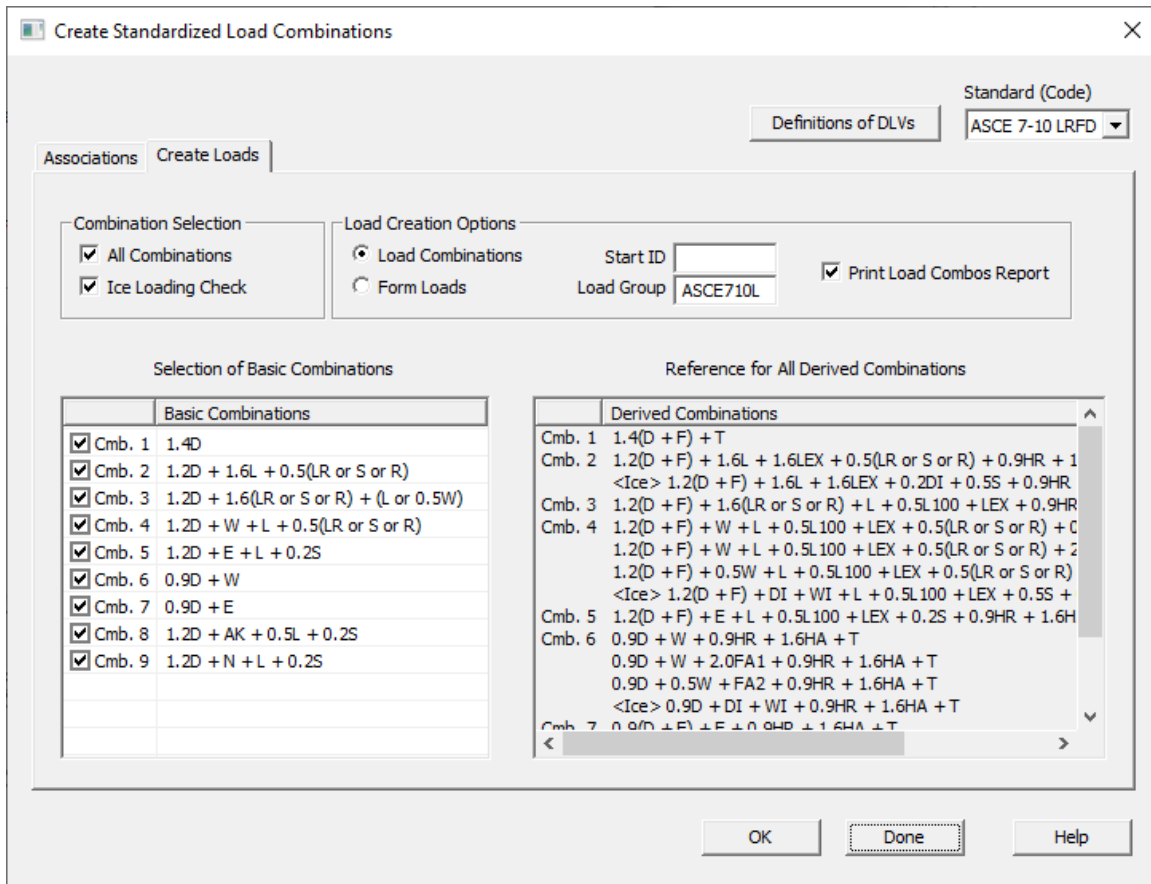 Create Standardized Load Combinations
Standard (Code)
Definitions of DLVs
ASCE 7-10 LRFD
Associations
Create Loads
Combination Selection
All Combinations
Ice Loading Check
Load Creation Options
Load Combinations
Form Loads
Start ID
Load Group ASCE710L
Print Load Combos Report
Selection of Basic Combinations
Basic Combinations
Cmb. 1 1.4D
Cmb. 2 1.2D + 1.6L + 0.5(LR or S or R)
Cmb. 3 1.2D + 1.6(LR or S or R) + (L or 0.5W)
Cmb. 4 1.2D + W + L + 0.5(LR or S or R)
Cmb. 5 1.2D + E + L + 0.2S
Cmb. 6 0.9D + W
Cmb. 7 0.9D + E
Cmb. 8 1.2D + AK + 0.5L + 0.2S
Cmb. 9 1.2D + N + L + 0.2S
Reference for All Derived Combinations
Derived Combinations
Cmb. 1 1.4(D + F) + T
Cmb. 2 1.2(D + F) + 1.6L + 1.6LEX + 0.5(LR or S or R) + 0.9HR + 1
<Ice> 1.2(D + F) + 1.6L + 1.6LEX + 0.2DI + 0.5S + 0.9HR
Cmb. 3 1.2(D + F) + 1.6(LR or S or R) + L + 0.5L100 + LEX + 0.9HR
Cmb. 4 1.2(D + F) + W + L + 0.5L100 + LEX + 0.5(LR or S or R) + 0
1.2(D + F) + W + L + 0.5L100 + LEX + 0.5(LR or S or R) + 2
1.2(D + F) + 0.5W + L + 0.5L100 + LEX + 0.5(LR or S or R)
<Ice> 1.2(D + F) + DI + WI + L + 0.5L100 + LEX + 0.5S +
Cmb. 5 1.2(D + F) + E + L + 0.5L100 + LEX + 0.2S + 0.9HR + 1.6H
Cmb. 6 0.9D + W + 0.9HR + 1.6HA + T
0.9D + W + 2.0FA1 + 0.9HR + 1.6HA + T
0.9D + 0.5W + FA2 + 0.9HR + 1.6HA + T
<Ice> 0.9D + DI + WI + 0.9HR + 1.6HA + T
Cmb. 7 0.9(D + F) + E + 0.9HR + 1.6HA + T
OK
Done
Help